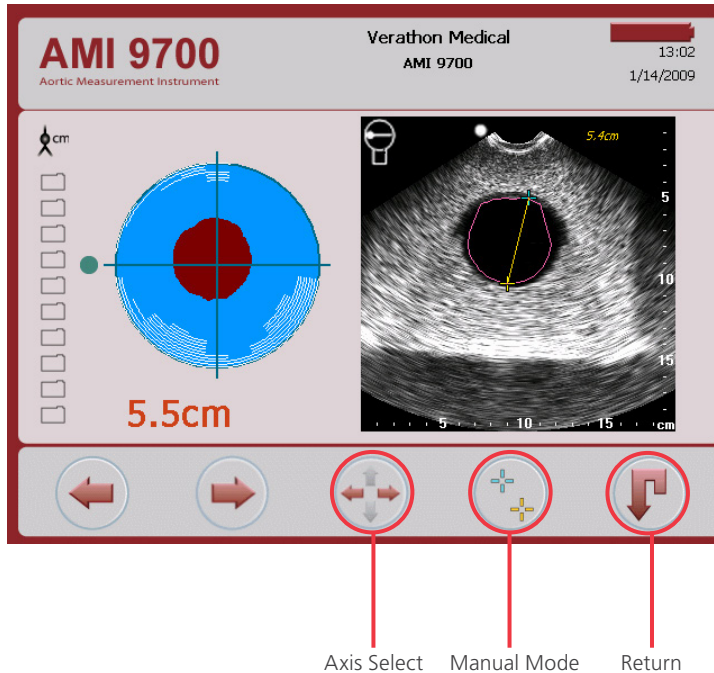 AMI 9700
Aortic Measurement Instrument
Verathon Medical
AMI 9700
13:02
1/14/2009
cm
5.5cm
5.4cm
5
10
15
5 10 15 cm
Axis Select Manual Mode Return